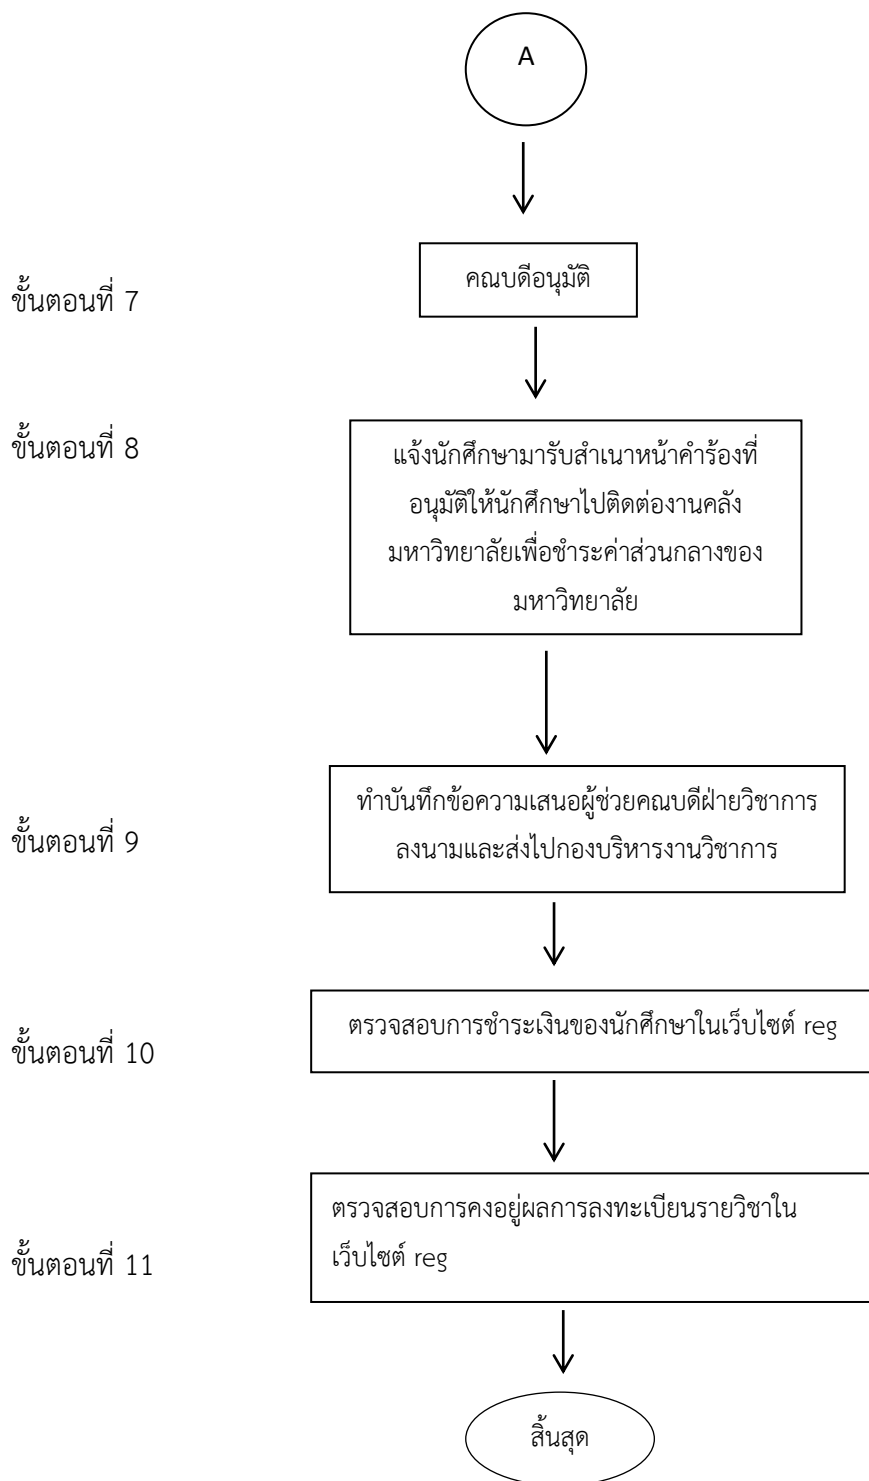 A
ขั้นตอนที่ 7
คณบดีอนุมัติ
ขั้นตอนที่ 8
แจ้งนักศึกษามารับสำเนาหน้าคำร้องที่
อนุมัติให้นักศึกษาไปติดต่องานคลัง
มหาวิทยาลัยเพื่อชำระค่าส่วนกลางของ
มหาวิทยาลัย
ขั้นตอนที่ 9
ทำบันทึกข้อความเสนอผู้ช่วยคณบดีฝ่ายวิชาการ
ลงนามและส่งไปกองบริหารงานวิชาการ
ขั้นตอนที่ 10
ตรวจสอบการชำระเงินของนักศึกษาในเว็บไซต์ reg
ขั้นตอนที่ 11
ตรวจสอบการคงอยู่ผลการลงทะเบียนรายวิชาใน
เว็บไซต์ reg
สิ้นสุด